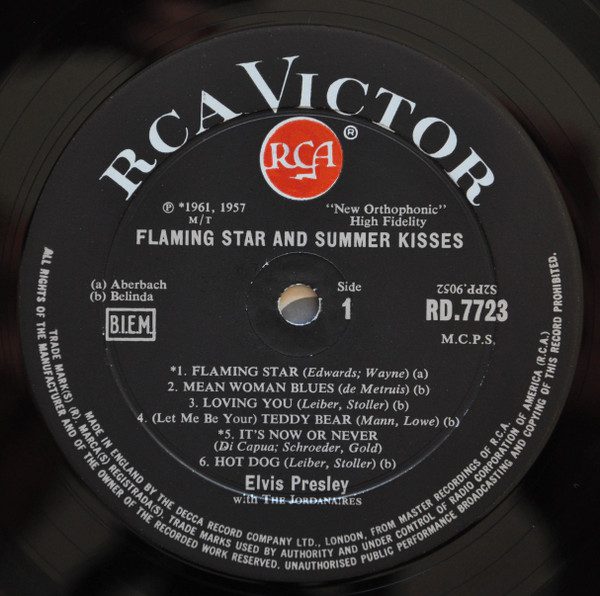 RCA VICTOR
RCA ®
℗ *1961, 1957
M/T
"New Orthophonic"
High Fidelity
FLAMING STAR AND SUMMER KISSES
(a) Aberbach
(b) Belinda
B.I.E.M.
Side
1
S2PP.9052
RD.7723
M.C.P.S.
*1. FLAMING STAR (Edwards; Wayne) (a)
2. MEAN WOMAN BLUES (de Metruis) (b)
3. LOVING YOU (Leiber, Stoller) (b)
4. (Let Me Be Your) TEDDY BEAR (Mann, Lowe) (b)
*5. IT'S NOW OR NEVER
(Di Capua; Schroeder, Gold)
6. HOT DOG (Leiber, Stoller) (b)
Elvis Presley
with THE JORDANAIRES
TRADE MARK(S) (R) MARCA(S) REGISTRADA(S). TRADE MARKS USED BY AUTHORITY AND UNDER CONTROL OF RADIO CORPORATION OF AMERICA (R.C.A.)
MADE IN ENGLAND BY THE DECCA RECORD COMPANY LTD., LONDON, FROM MASTER RECORDINGS OF R.C.A.
ALL RIGHTS OF THE MANUFACTURER AND OF THE OWNER OF THE RECORDED WORK RESERVED. UNAUTHORISED PUBLIC PERFORMANCE BROADCASTING AND COPYING OF THIS RECORD PROHIBITED.